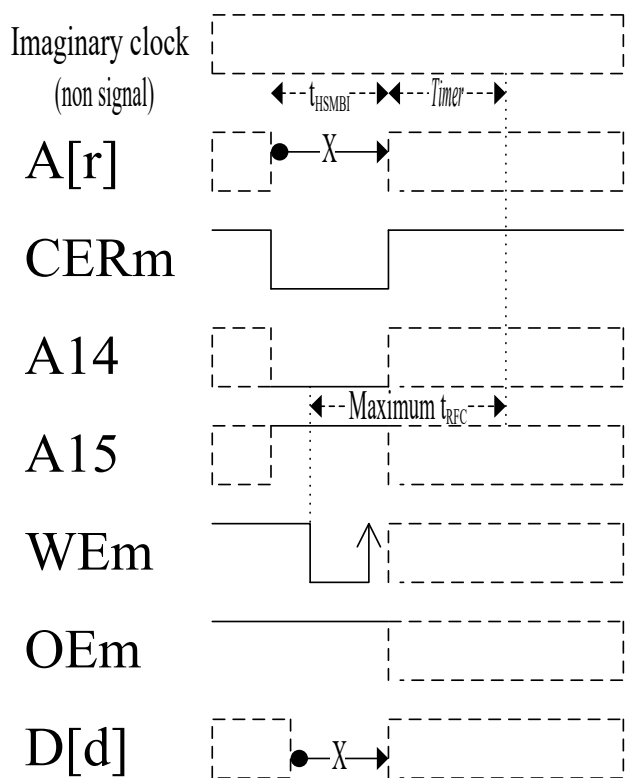 Imaginary clock
(non signal)
tHSMBI Timer
A[r]
X
CERm
A14
Maximum tRFC
A15
WEm
OEm
D[d]
X